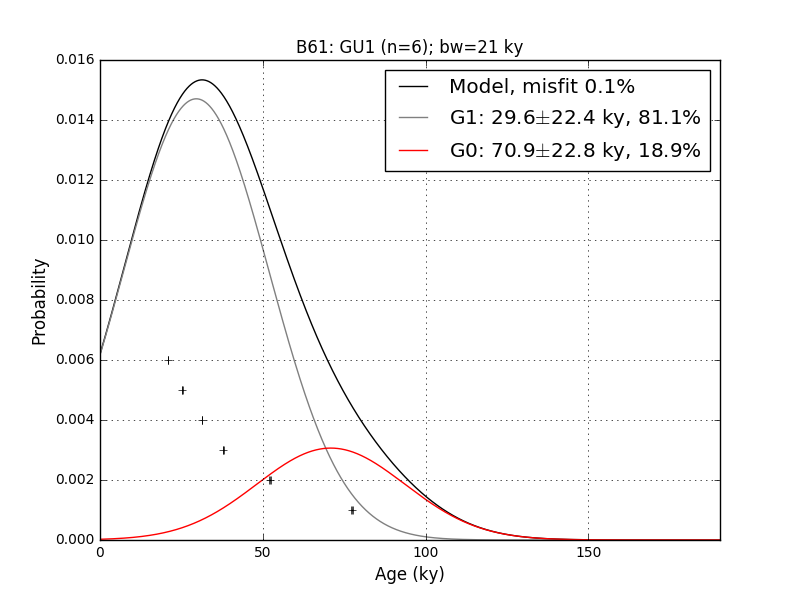 B61: GU1 (n=6); bw=21 ky
Model, misfit 0.1%
G1: 29.6±22.4 ky, 81.1%
G0: 70.9±22.8 ky, 18.9%
Probability
0.016
0.014
0.012
0.010
0.008
0.006
0.004
0.002
0.000
0
50
100
150
Age (ky)